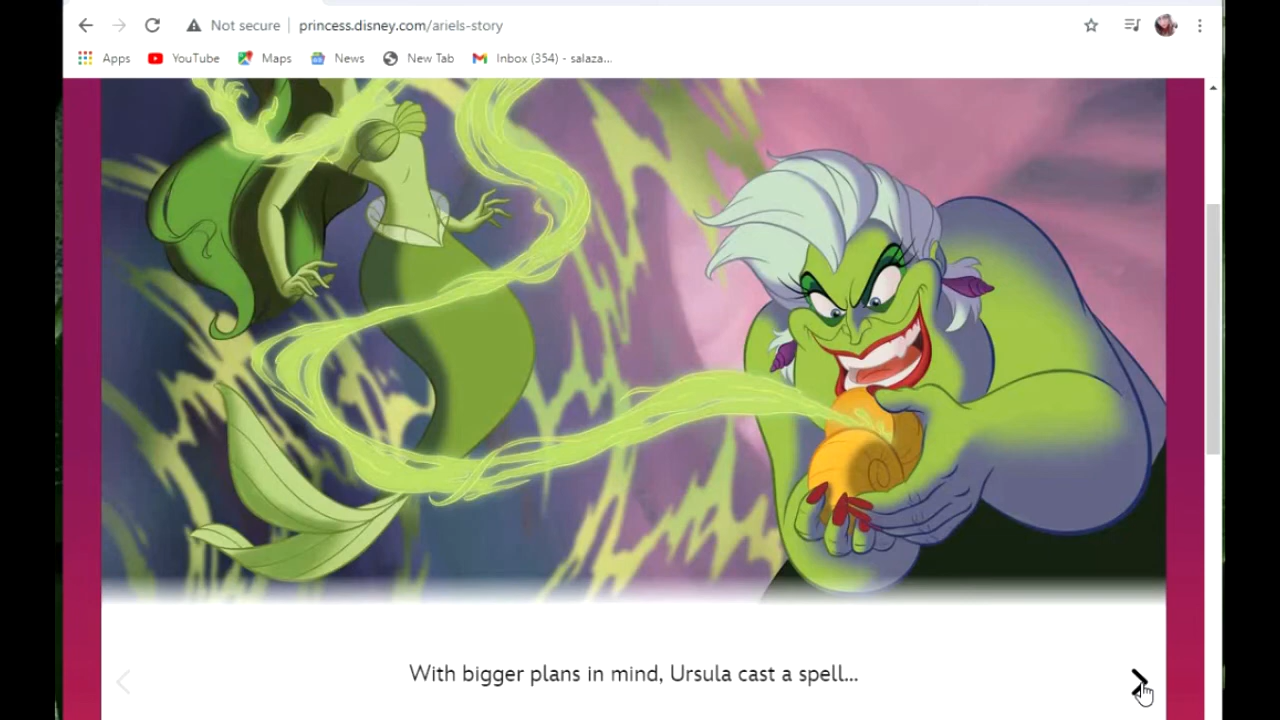 Not secure princess.disney.com/ariels-story
Apps YouTube Maps News New Tab Inbox (354) - salaza...
With bigger plans in mind, Ursula cast a spell...